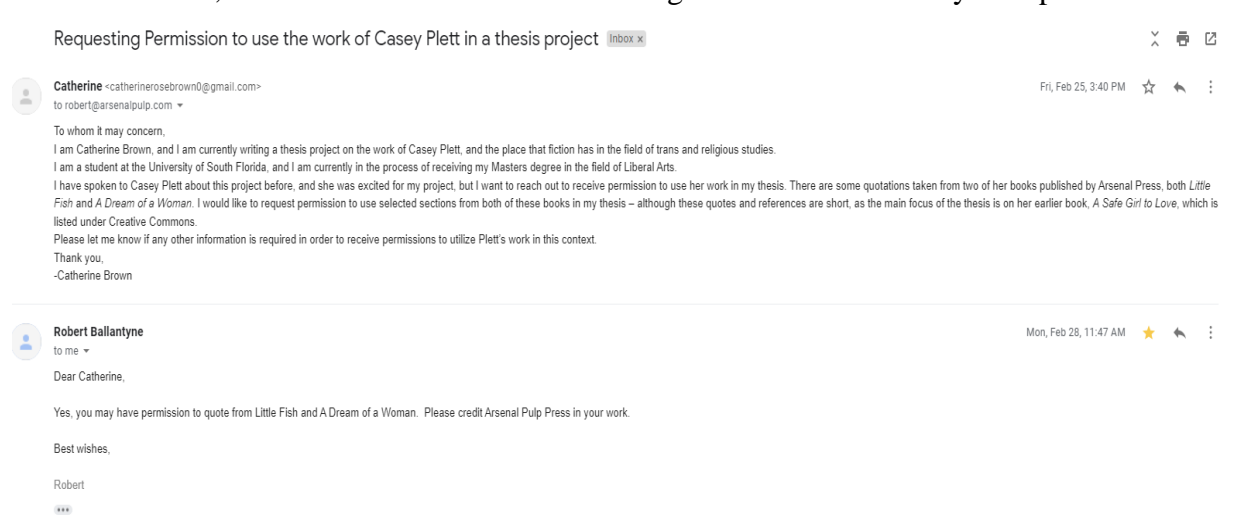 Requesting Permission to use the work of Casey Plett in a thesis project Inbox x
Catherine <catherinerosebrown0@gmail.com> Fri, Feb 25, 3:40 PM
to robert@arsenalpulp.com
To whom it may concern,
I am Catherine Brown, and I am currently writing a thesis project on the work of Casey Plett, and the place that fiction has in the field of trans and religious studies.
I am a student at the University of South Florida, and I am currently in the process of receiving my Masters degree in the field of Liberal Arts.
I have spoken to Casey Plett about this project before, and she was excited for my project, but I want to reach out to receive permission to use her work in my thesis. There are some quotations taken from two of her books published by Arsenal Press, both Little
Fish and A Dream of a Woman. I would like to request permission to use selected sections from both of these books in my thesis – although these quotes and references are short, as the main focus of the thesis is on her earlier book, A Safe Girl to Love, which is
listed under Creative Commons.
Please let me know if any other information is required in order to receive permissions to utilize Plett's work in this context.
Thank you,
-Catherine Brown
Robert Ballantyne Mon, Feb 28, 11:47 AM
to me
Dear Catherine,
Yes, you may have permission to quote from Little Fish and A Dream of a Woman. Please credit Arsenal Pulp Press in your work.
Best wishes,
Robert